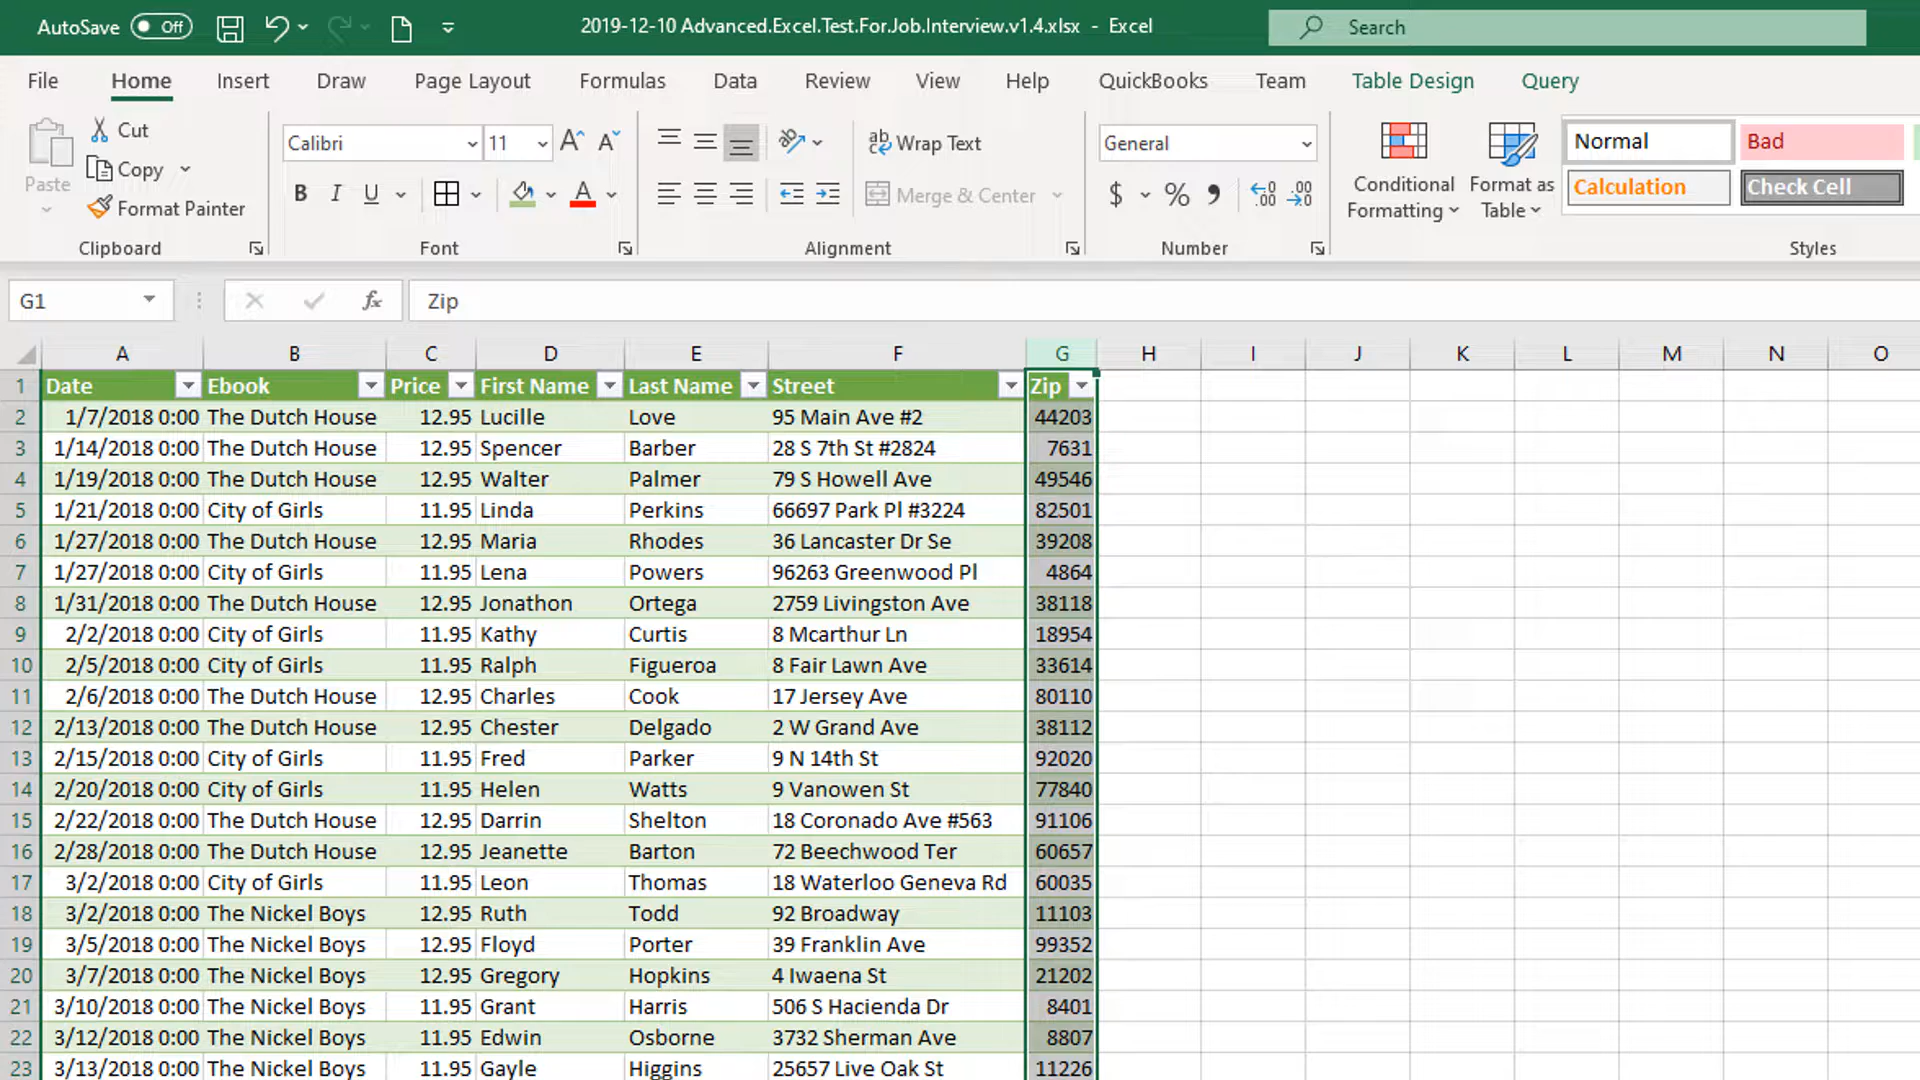 AutoSave Off 2019-12-10 Advanced.Excel.Test.For.Job.Interview.v1.4.xlsx - Excel Search
File Home Insert Draw Page Layout Formulas Data Review View Help QuickBooks Team Table Design Query
Paste
Cut
Copy
Format Painter
Clipboard
Calibri 11
B I U A
Font
ab Wrap Text
Merge & Center
Alignment
General
$ % , .00 .00
Number
Conditional Formatting
Format as Table
Normal Bad
Calculation Check Cell
Styles
G1 fx Zip
A B C D E F G H I J K L M N O
1 Date Ebook Price First Name Last Name Street Zip
2 1/7/2018 0:00 The Dutch House 12.95 Lucille Love 95 Main Ave #2 44203
3 1/14/2018 0:00 The Dutch House 12.95 Spencer Barber 28 S 7th St #2824 7631
4 1/19/2018 0:00 The Dutch House 12.95 Walter Palmer 79 S Howell Ave 49546
5 1/21/2018 0:00 City of Girls 11.95 Linda Perkins 66697 Park Pl #3224 82501
6 1/27/2018 0:00 The Dutch House 12.95 Maria Rhodes 36 Lancaster Dr Se 39208
7 1/27/2018 0:00 City of Girls 11.95 Lena Powers 96263 Greenwood Pl 4864
8 1/31/2018 0:00 The Dutch House 12.95 Jonathon Ortega 2759 Livingston Ave 38118
9 2/2/2018 0:00 City of Girls 11.95 Kathy Curtis 8 Mcarthur Ln 18954
10 2/5/2018 0:00 City of Girls 11.95 Ralph Figueroa 8 Fair Lawn Ave 33614
11 2/6/2018 0:00 The Dutch House 12.95 Charles Cook 17 Jersey Ave 80110
12 2/13/2018 0:00 The Dutch House 12.95 Chester Delgado 2 W Grand Ave 38112
13 2/15/2018 0:00 City of Girls 11.95 Fred Parker 9 N 14th St 92020
14 2/20/2018 0:00 City of Girls 11.95 Helen Watts 9 Vanowen St 77840
15 2/22/2018 0:00 The Dutch House 12.95 Darrin Shelton 18 Coronado Ave #563 91106
16 2/28/2018 0:00 The Dutch House 12.95 Jeanette Barton 72 Beechwood Ter 60657
17 3/2/2018 0:00 City of Girls 11.95 Leon Thomas 18 Waterloo Geneva Rd 60035
18 3/2/2018 0:00 The Nickel Boys 12.95 Ruth Todd 92 Broadway 11103
19 3/5/2018 0:00 The Nickel Boys 12.95 Floyd Porter 39 Franklin Ave 99352
20 3/7/2018 0:00 The Nickel Boys 12.95 Gregory Hopkins 4 Iwaena St 21202
21 3/10/2018 0:00 The Nickel Boys 11.95 Grant Harris 506 S Hacienda Dr 8401
22 3/12/2018 0:00 The Nickel Boys 11.95 Edwin Osborne 3732 Sherman Ave 8807
23 3/13/2018 0:00 The Nickel Boys 11.95 Gayle Higgins 25657 Live Oak St 11226